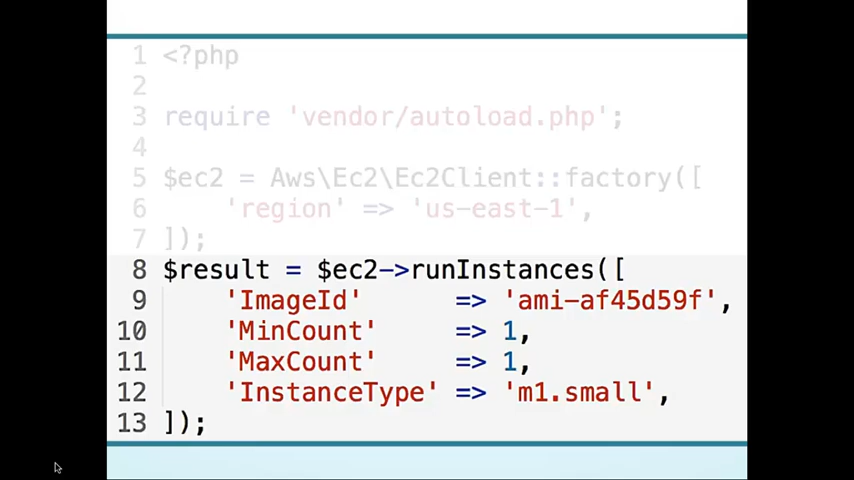 1 <?php
2
3 require 'vendor/autoload.php';
4
5 $ec2 = Aws\Ec2\Ec2Client::factory([
6     'region' => 'us-east-1',
7 ]);
8 $result = $ec2->runInstances([
9     'ImageId'      => 'ami-af45d59f',
10     'MinCount'     => 1,
11     'MaxCount'     => 1,
12     'InstanceType' => 'm1.small',
13 ]);